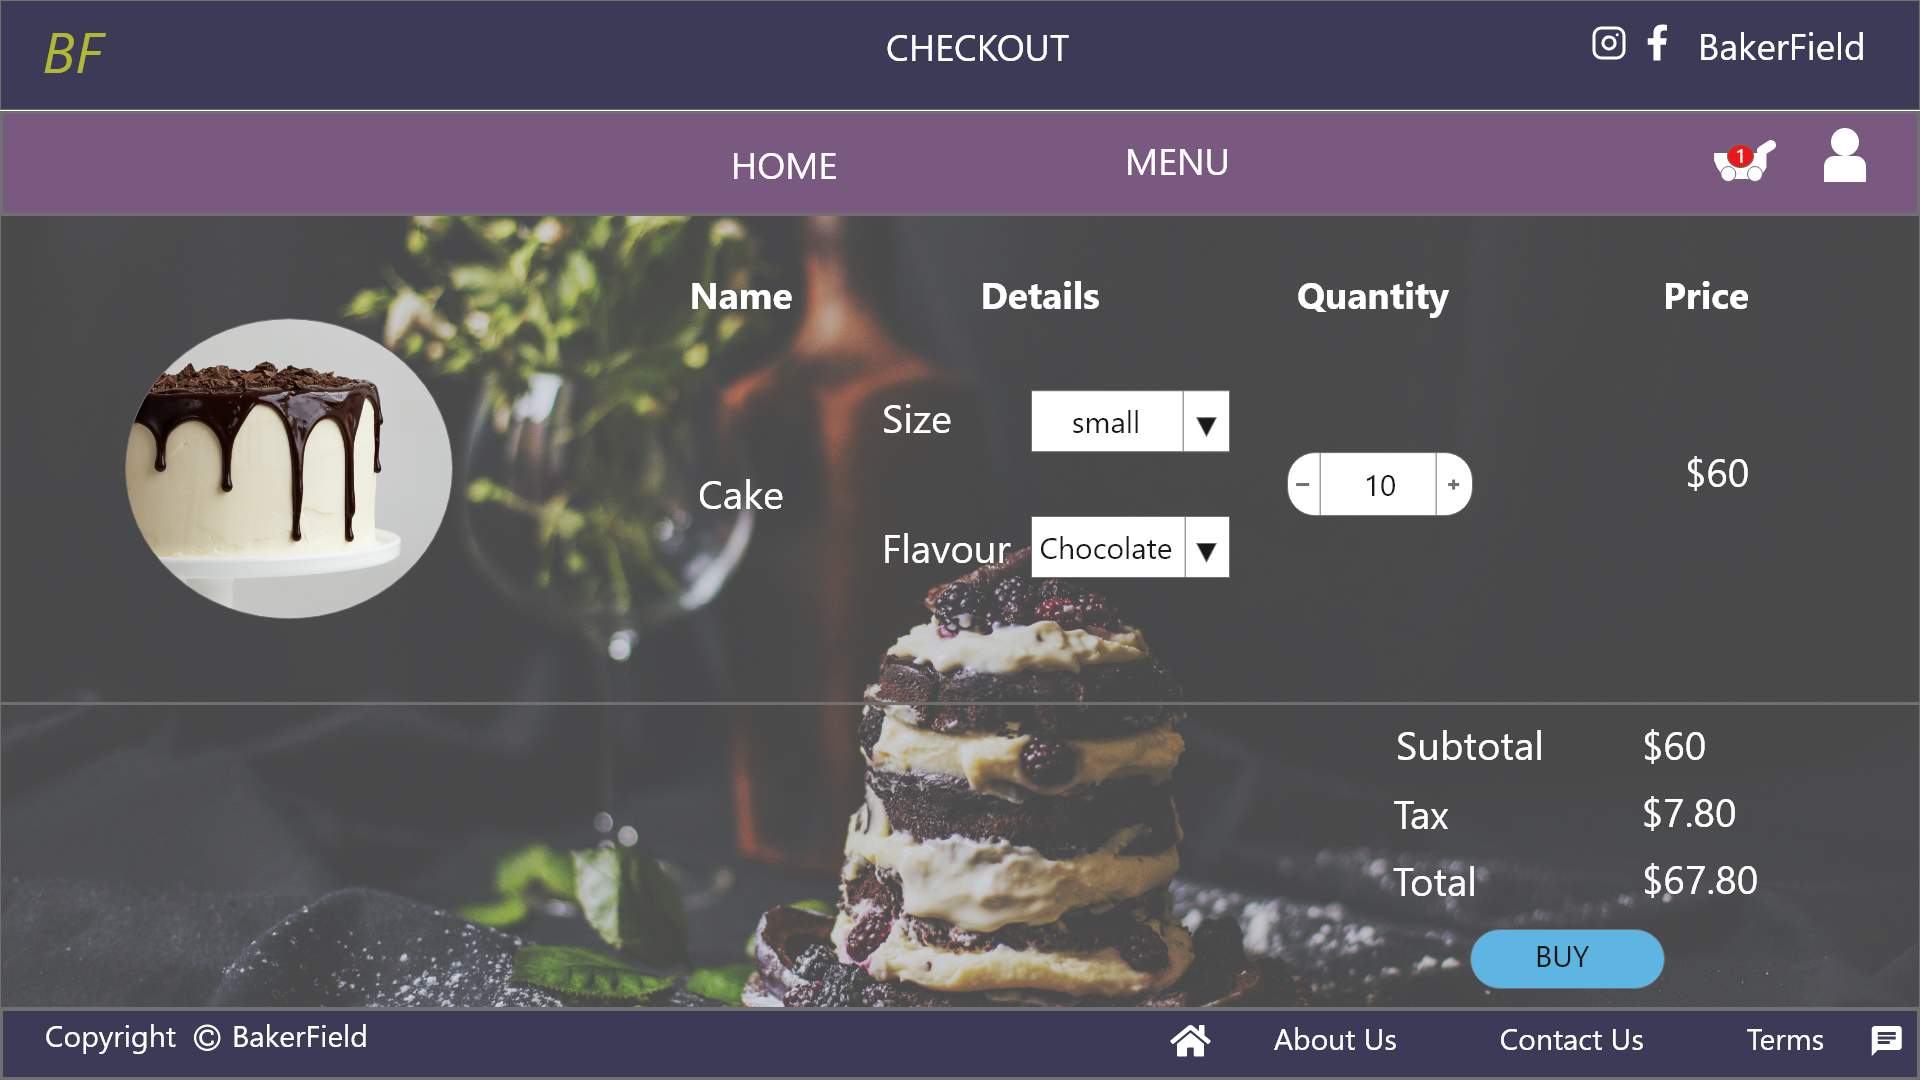 BF
CHECKOUT
BakerField
HOME
MENU
1
Name
Details
Quantity
Price
Size
small
Cake
10
$60
Flavour
Chocolate
Subtotal
$60
Tax
$7.80
Total
$67.80
BUY
Copyright © BakerField
About Us
Contact Us
Terms